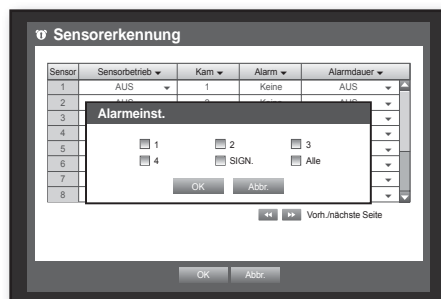 Sensorerkennung
Sensor Sensorbetrieb Kam Alarm Alarmdauer
1 AUS 1 Keine AUS
2
3
4
5
6
7
8
Alarmeinst.
1 2 3
4 SIGN. Alle
OK Abbr.
Vorh./nächste Seite
OK Abbr.